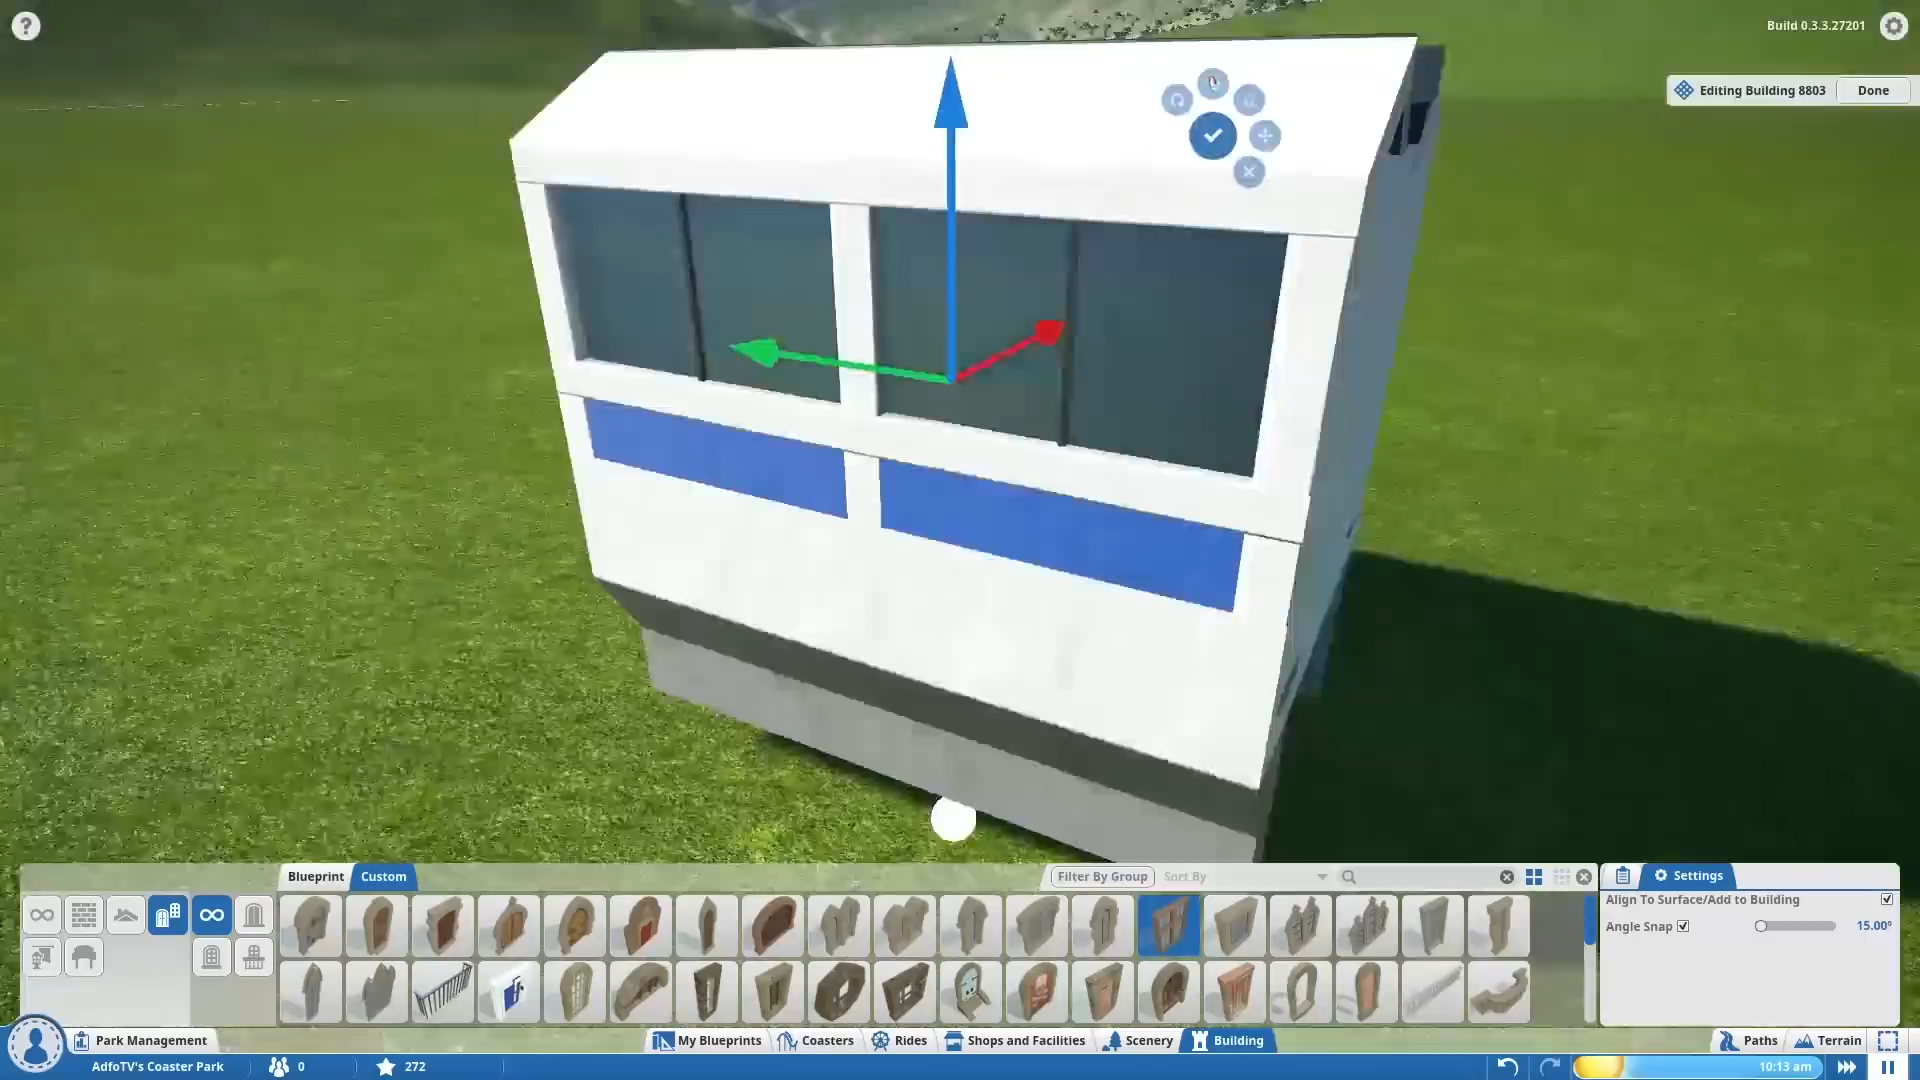 ?
Build 0.3.3.27201
Editing Building 8803
Done
Blueprint
Custom
Filter By Group
Sort By
Settings
Align To Surface/Add to Building
Angle Snap
15.00°
Park Management
My Blueprints
Coasters
Rides
Shops and Facilities
Scenery
Building
Paths
Terrain
AdfoTV's Coaster Park
0
272
10:13 am